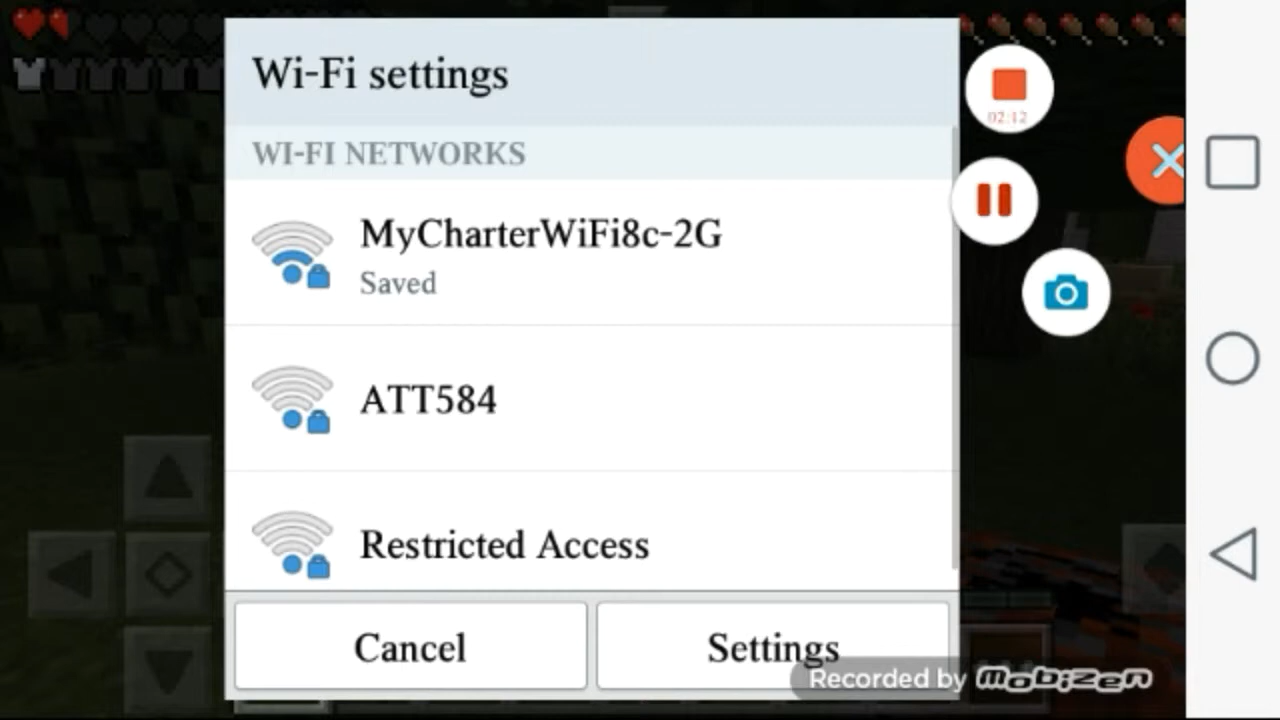 Wi-Fi settings
WI-FI NETWORKS
02:12
MyCharterWiFi8c-2G
Saved
ATT584
Restricted Access
Cancel
Settings
Recorded by Mobizen